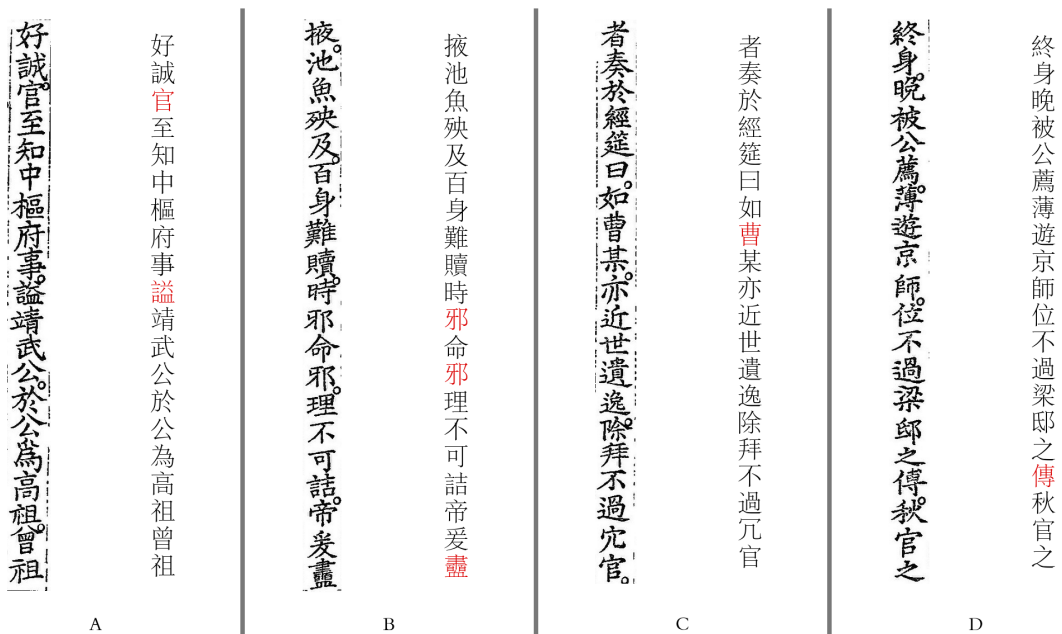 好誠官。至知中樞府事。謚靖武公。於公爲高祖。曾祖
好誠官至知中樞府事謚靖武公於公為高祖曾祖
A
掖。池魚殃及。百身難贖。時邪命邪。理不可詰。帝爰衋
掖池魚殃及百身難贖時邪命邪理不可詰帝爰衋
B
者奏於經筵曰。如曹某。亦近世遺逸。除拜不過宂官。
者奏於經筵曰如曹某亦近世遺逸除拜不過冗官
C
終身。晩被公薦。薄遊京師。位不過梁邸之傅。秋官之
終身晚被公薦薄遊京師位不過梁邸之傳秋官之
D